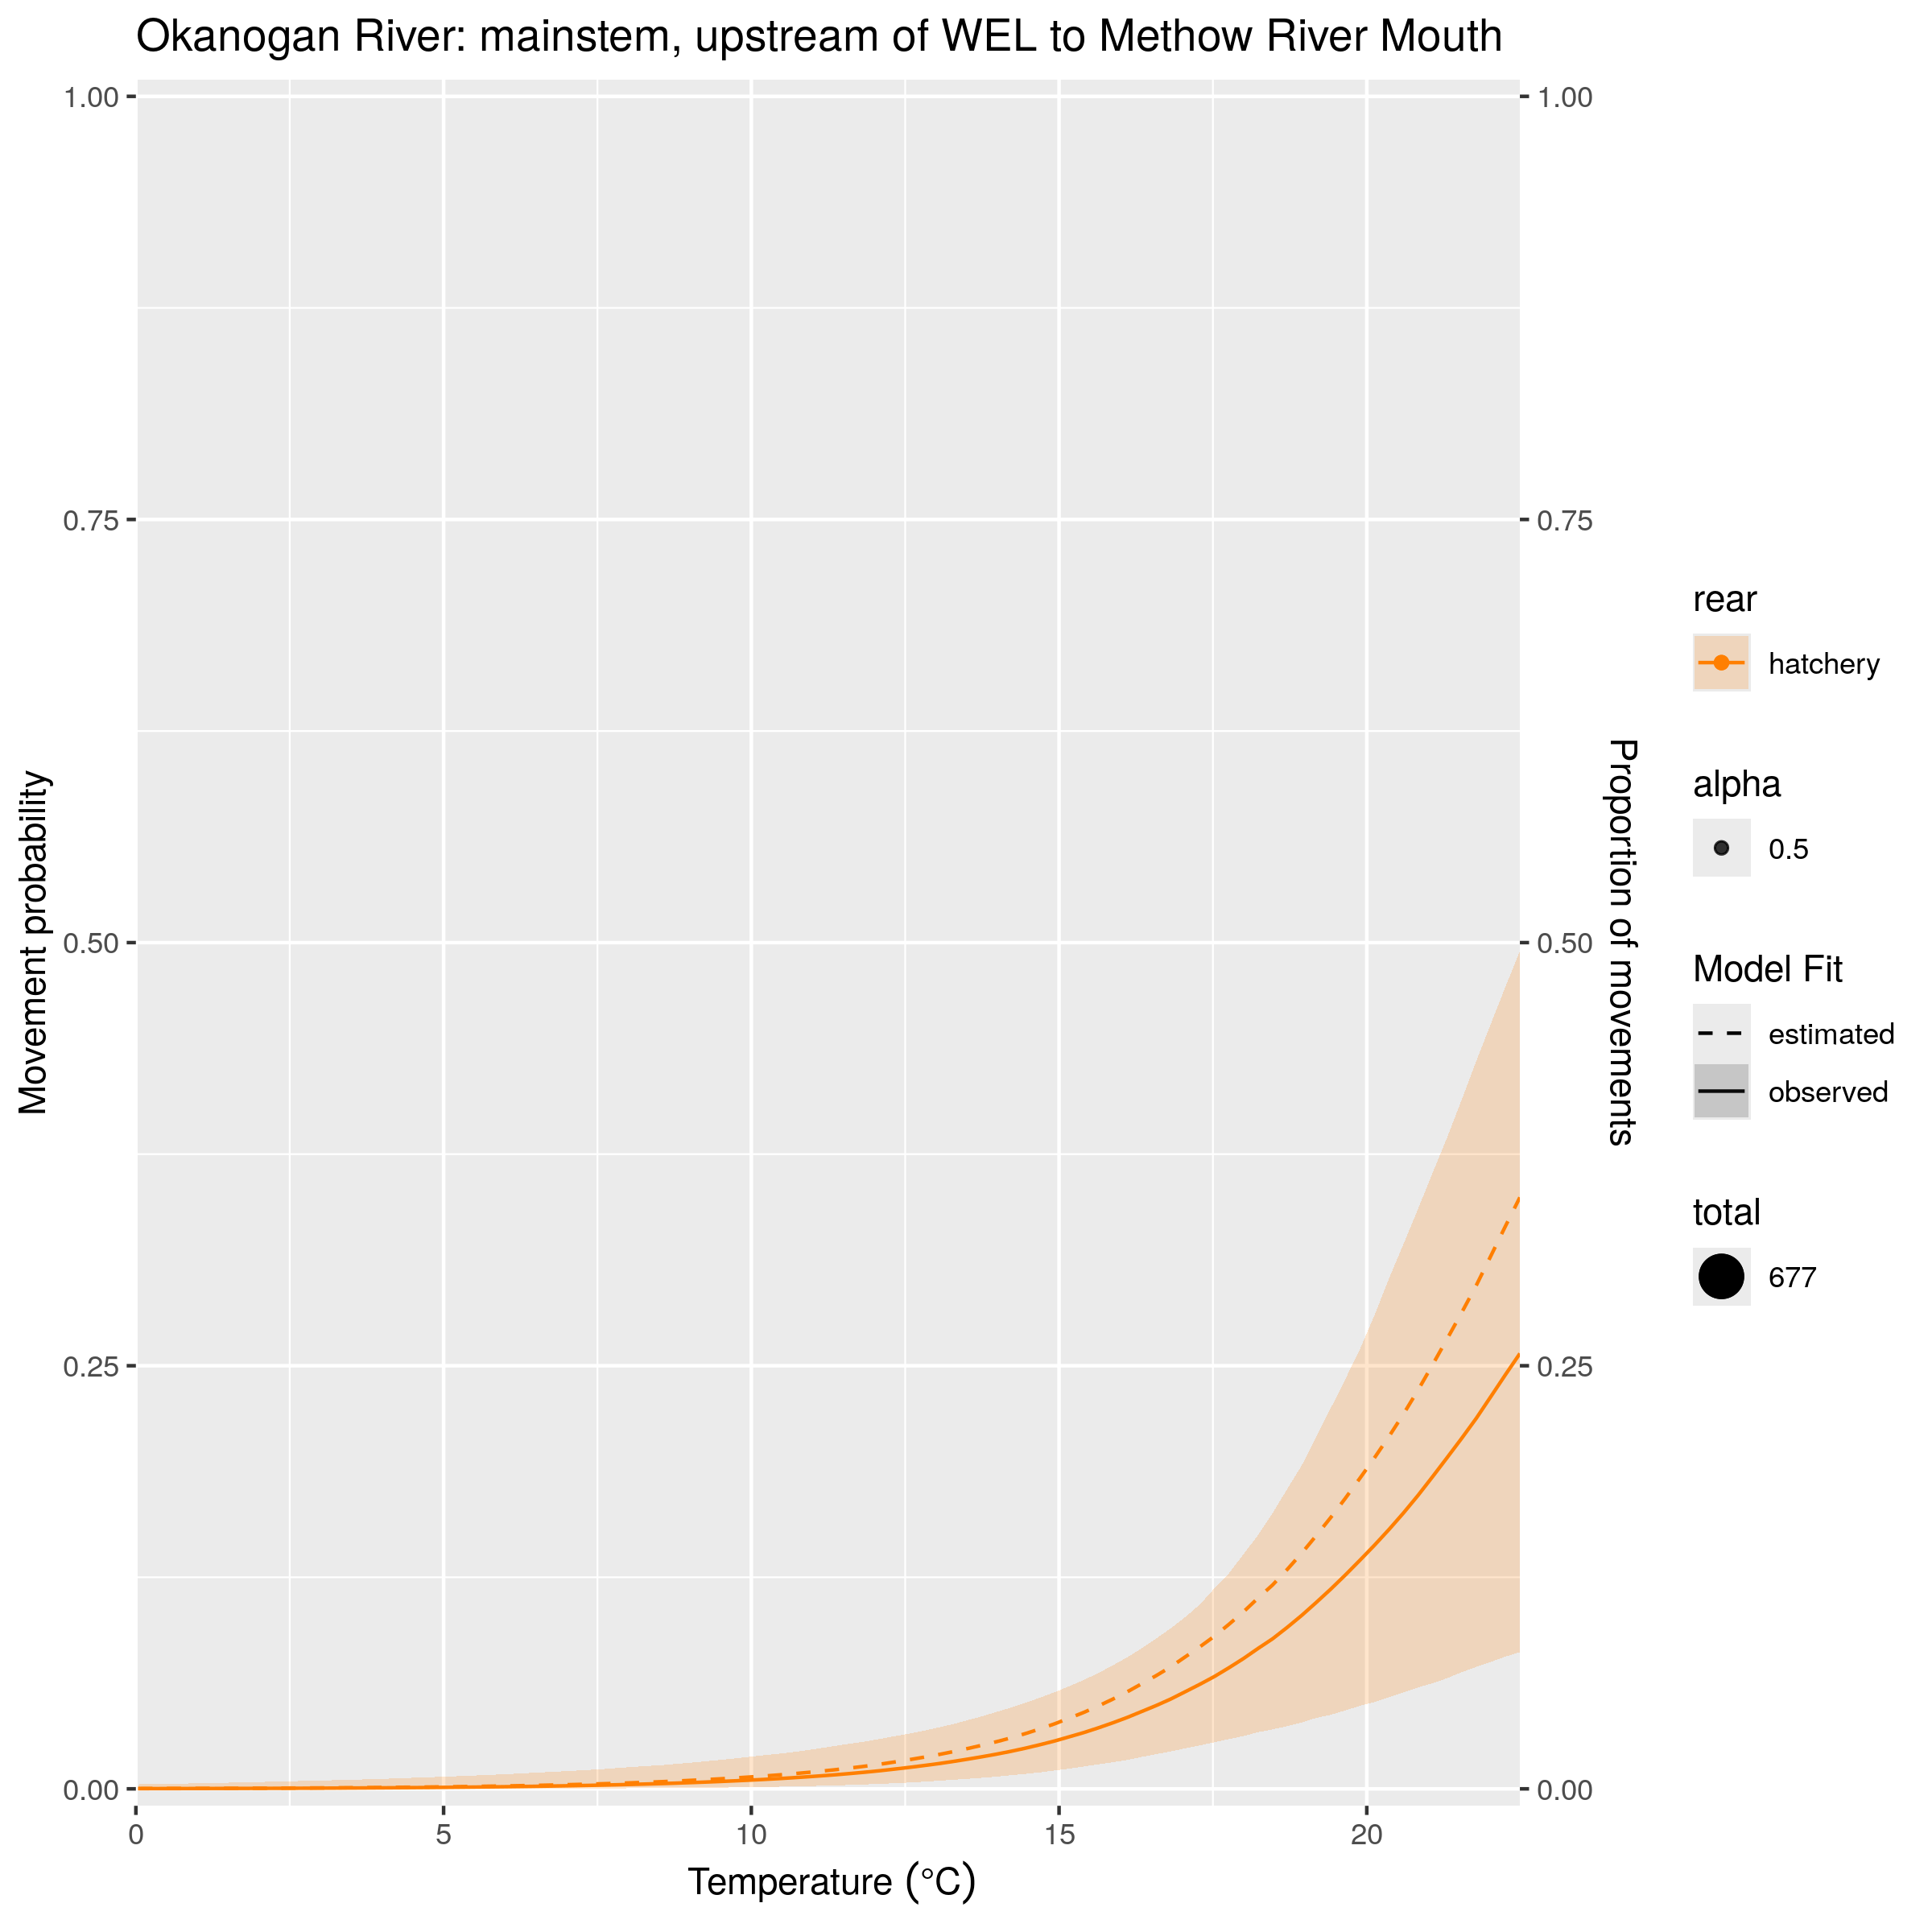 Okanogan River: mainstem, upstream of WEL to Methow River Mouth
1.00
0.75
0.50
0.25
0.00
Movement probability
0
5
10
15
20
Temperature (°C)
1.00
0.75
0.50
0.25
0.00
Proportion of movements
rear
hatchery
alpha
0.5
Model Fit
estimated
observed
total
677